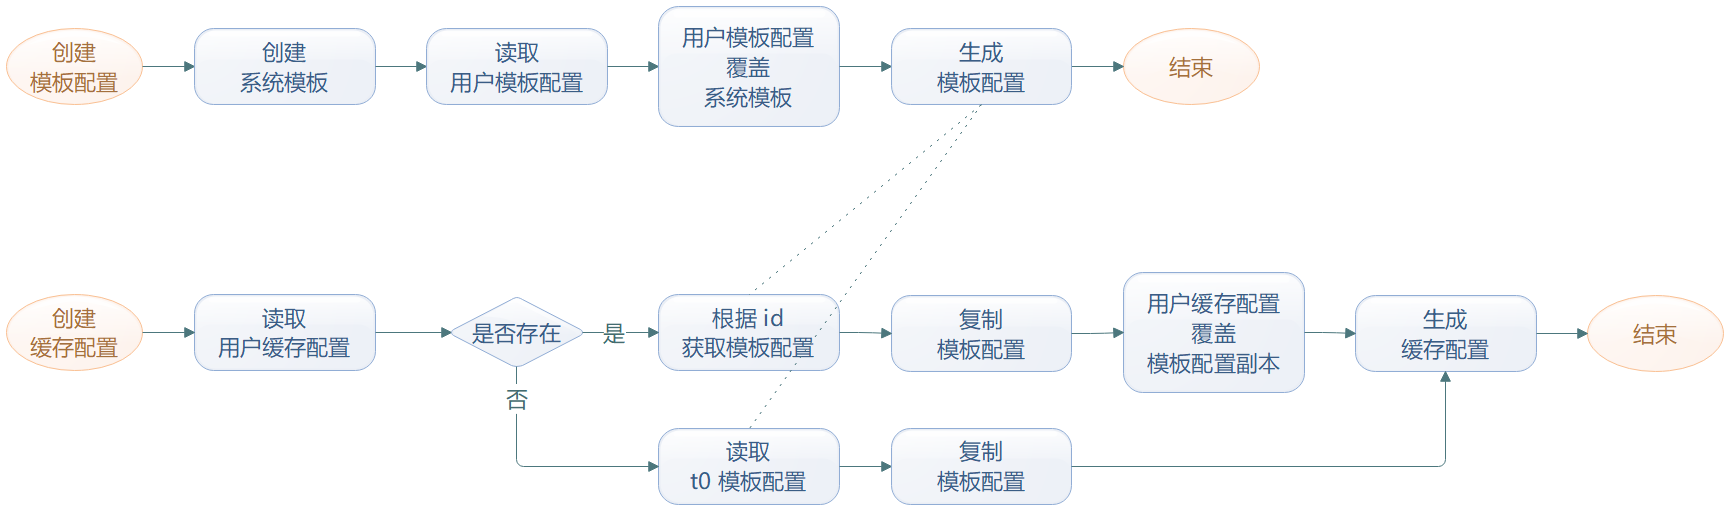 创建
模板配置
创建
系统模板
读取
用户模板配置
用户模板配置
覆盖
系统模板
生成
模板配置
结束
创建
缓存配置
读取
用户缓存配置
是否存在
是
根据 id
获取模板配置
复制
模板配置
用户缓存配置
覆盖
模板配置副本
生成
缓存配置
结束
否
读取
t0 模板配置
复制
模板配置